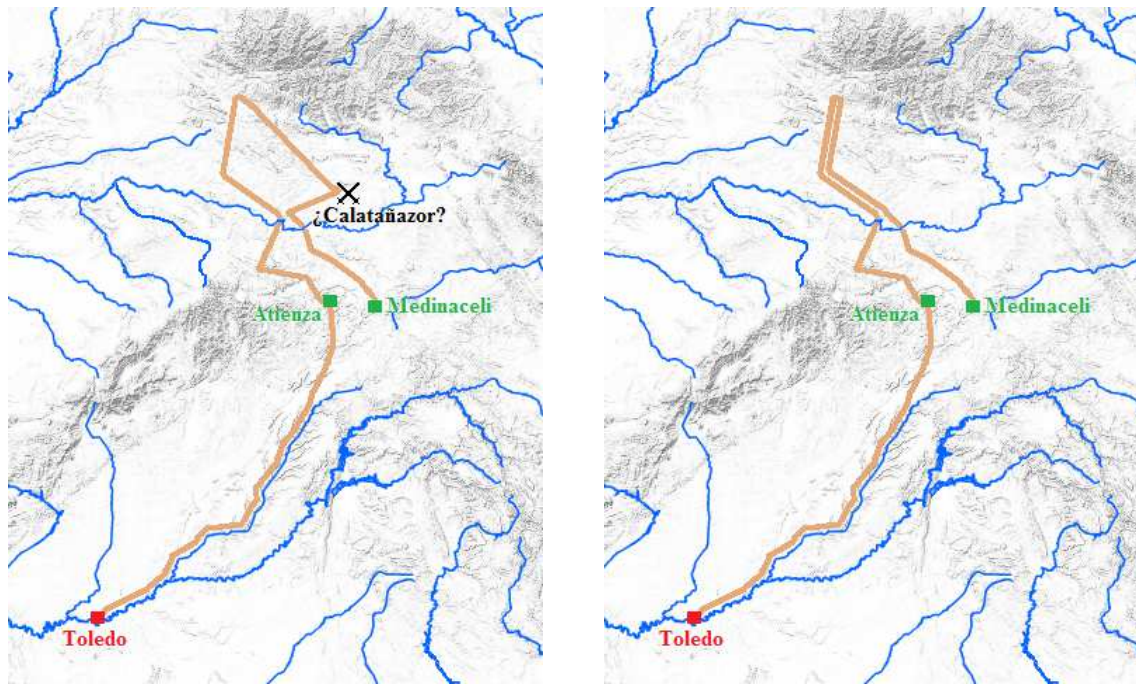 ¿Calatañazor?
Atienza
Medinaceli
Toledo
Atienza
Medinaceli
Toledo